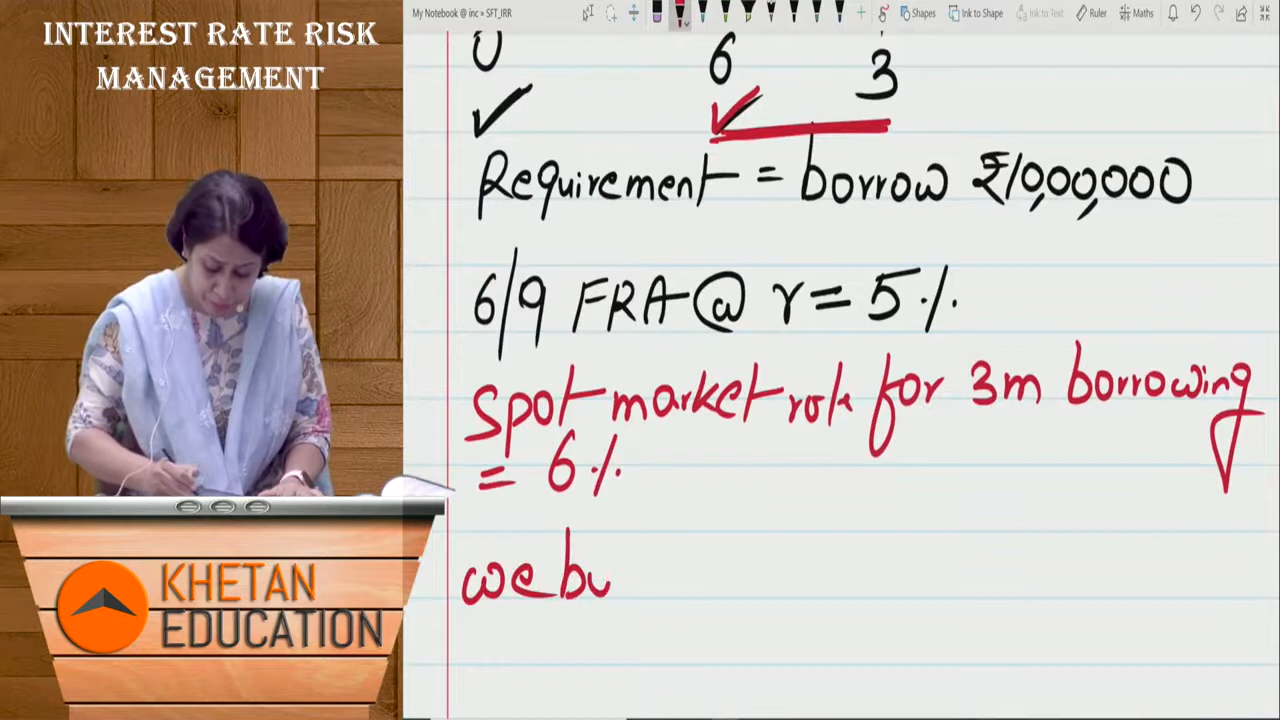 INTEREST RATE RISK
MANAGEMENT
My Notebook @ inc » SFT_IRR
Shapes
Ink to Shape
Ink to Text
Ruler
Maths
0 6 3
Requirement = borrow ₹10,00,000
6/9 FRA @ r = 5%
Spot market rate for 3m borrowing
= 6%
we bu
KHETAN
EDUCATION